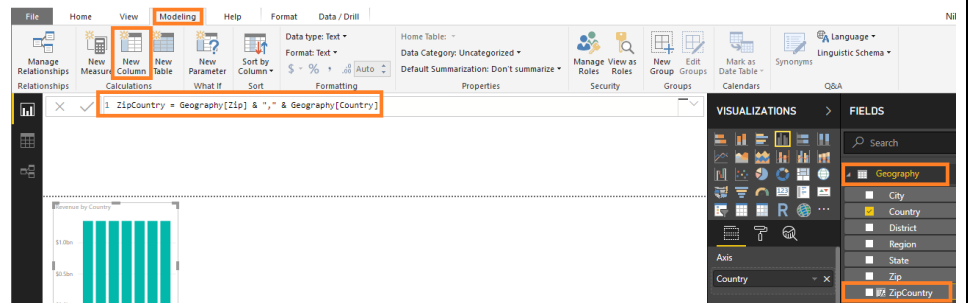 File Home View Modeling Help Format Data / Drill
Data type: Text Home Table: Language
Format: Text Data Category: Uncategorized Linguistic Schema
$ % , .00 Auto Default Summarization: Don't summarize
Manage Relationships
New Measure
New Column
New Table
New Parameter
Sort by Column
Manage Roles
View as Roles
New Group
Edit Groups
Mark as Date Table
Synonyms
Relationships Calculations What If Sort Formatting Properties Security Groups Calendars Q&A
1 ZipCountry = Geography[Zip] & "," & Geography[Country]
VISUALIZATIONS > FIELDS
Search
Geography
City
Country
District
Region
State
Zip
ZipCountry
R ...
Axis
Country
Revenue by Country
$1.0bn
$0.5bn